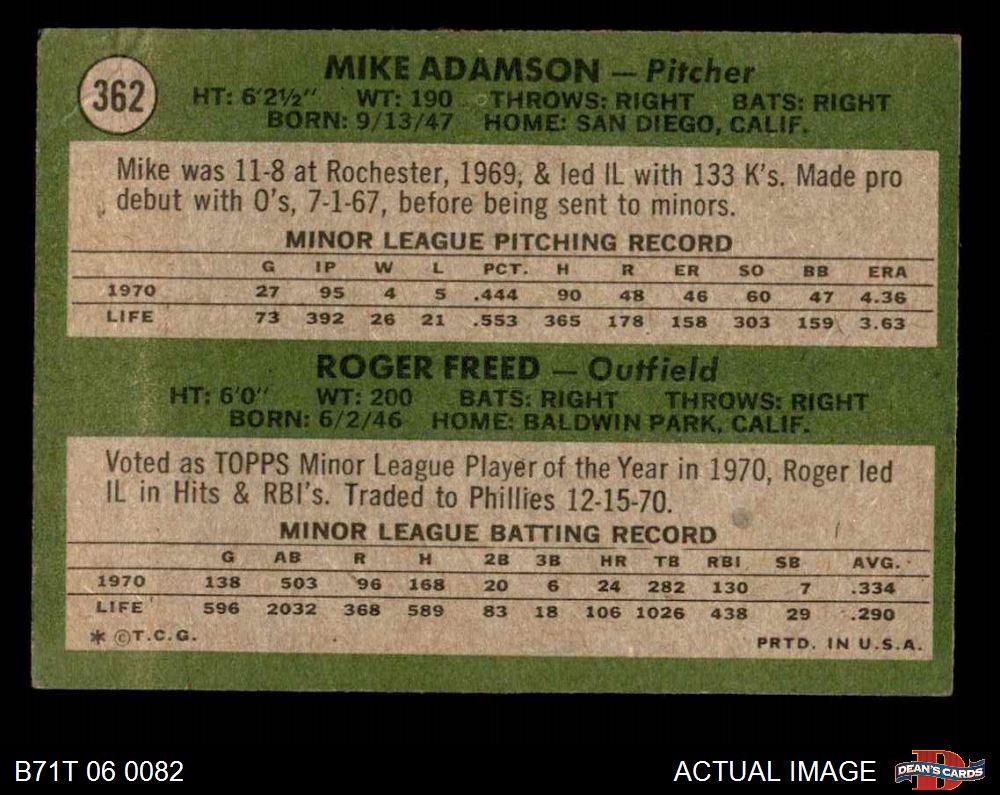 362
MIKE ADAMSON — Pitcher
HT: 6'2½" WT: 190 THROWS: RIGHT BATS: RIGHT
BORN: 9/13/47 HOME: SAN DIEGO, CALIF.
Mike was 11-8 at Rochester, 1969, & led IL with 133 K's. Made pro
debut with O's, 7-1-67, before being sent to minors.
MINOR LEAGUE PITCHING RECORD
G IP W L PCT. H R ER SO BB ERA
1970 27 95 4 5 .444 90 48 46 60 47 4.36
LIFE 73 392 26 21 .553 365 178 158 303 159 3.63
ROGER FREED — Outfield
HT: 6'0" WT: 200 BATS: RIGHT THROWS: RIGHT
BORN: 6/2/46 HOME: BALDWIN PARK, CALIF.
Voted as TOPPS Minor League Player of the Year in 1970, Roger led
IL in Hits & RBI's. Traded to Phillies 12-15-70.
MINOR LEAGUE BATTING RECORD
G AB R H 2B 3B HR TB RBI SB AVG.
1970 138 503 96 168 20 6 24 282 130 7 .334
LIFE 596 2032 368 589 83 18 106 1026 438 29 .290
* ©T.C.G. PRTD. IN U.S.A.
B71T 06 0082 ACTUAL IMAGE D DEAN'S CARDS